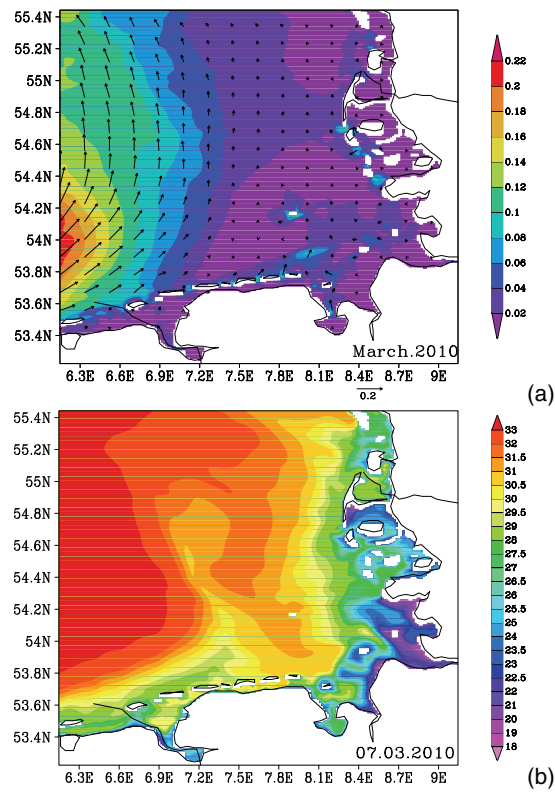 55.4N
55.2N
55N
54.8N
54.6N
54.4N
54.2N
54N
53.8N
53.6N
53.4N
6.3E 6.6E 6.9E 7.2E 7.5E 7.8E 8.1E 8.4E 8.7E 9E
March.2010
0.2
0.22
0.2
0.18
0.16
0.14
0.12
0.1
0.08
0.06
0.04
0.02
(a)
55.4N
55.2N
55N
54.8N
54.6N
54.4N
54.2N
54N
53.8N
53.6N
53.4N
6.3E 6.6E 6.9E 7.2E 7.5E 7.8E 8.1E 8.4E 8.7E 9E
07.03.2010
33
32
31.5
31
30.5
30
29.5
29
28
27.5
27
26.5
26
25.5
25
24
23.5
23
22.5
22
21
20
19
18
(b)